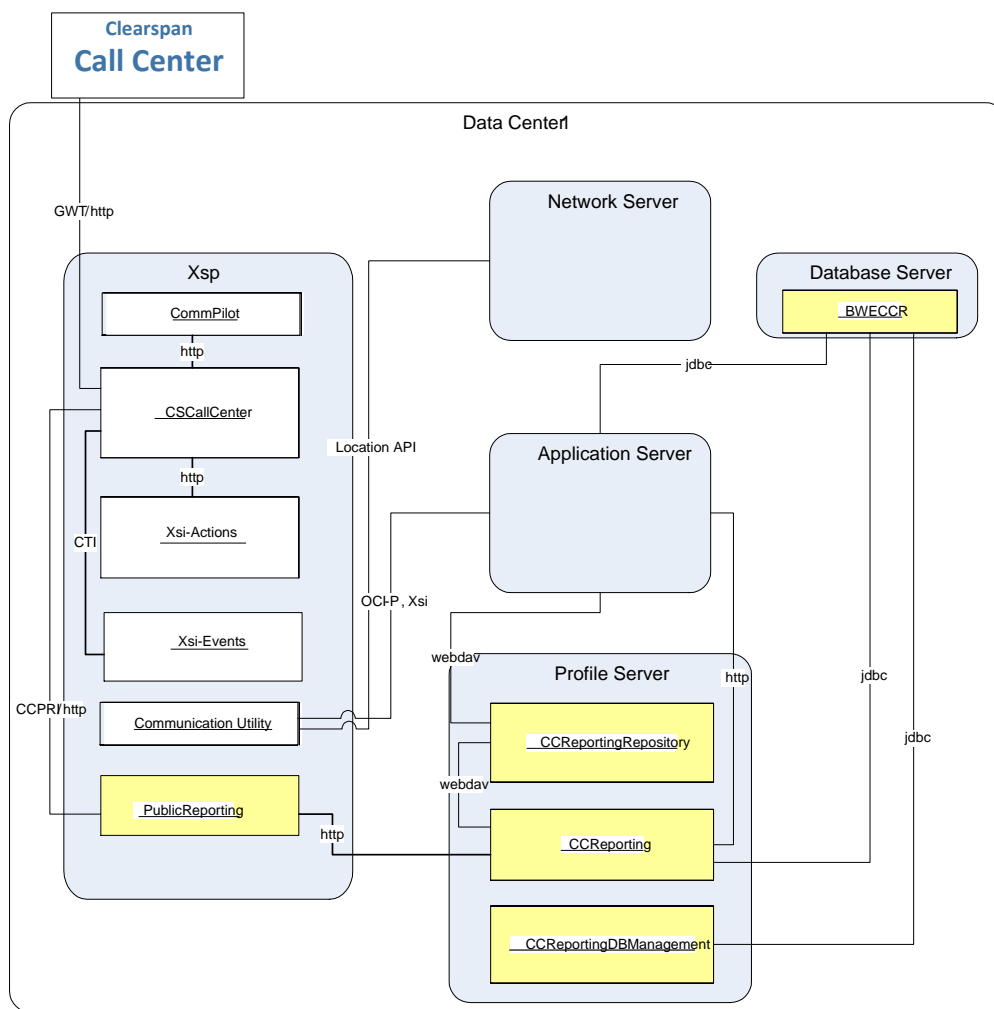 Clearspan
Call Center
Data Center1
GWT/http
Network Server
Xsp
Database Server
CommPilot
BWECCR
http
jdbc
CSCallCenter
Location API
Application Server
http
Xsi-Actions
CTI
OCI-P, Xsi
Xsi-Events
webdav
Profile Server
http
jdbc
CCPRI/http
Communication Utility
CCReportingRepository
jdbc
webdav
PublicReporting
http
CCReporting
CCReportingDBManagement